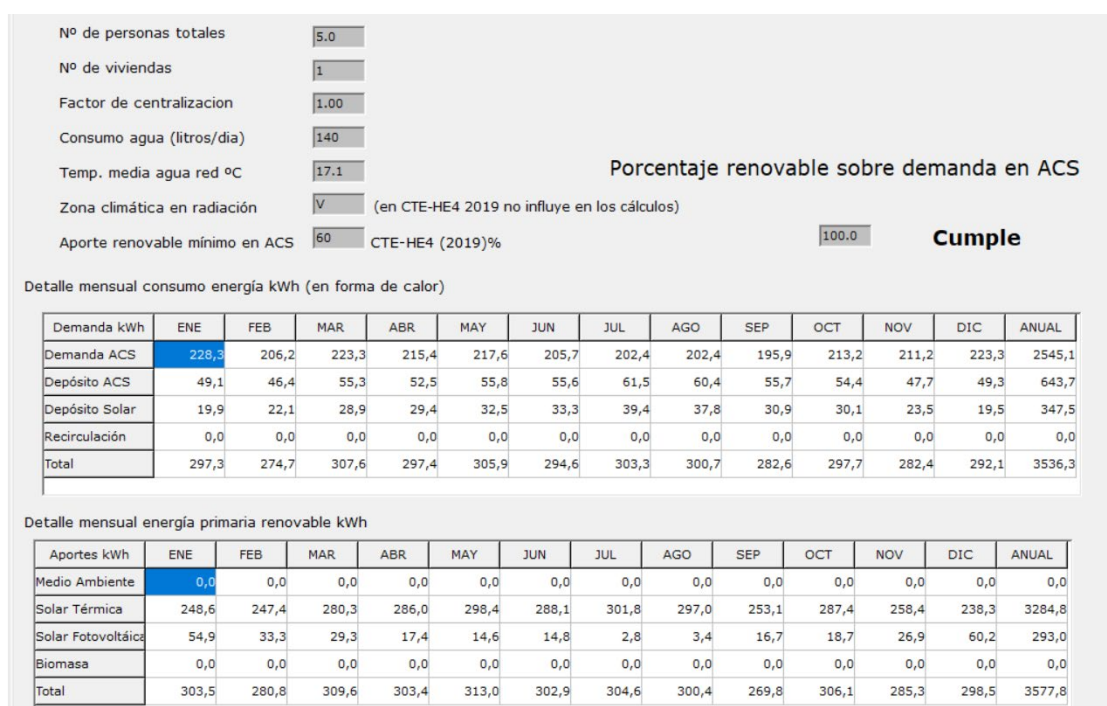 Nº de personas totales 5.0
Nº de viviendas 1
Factor de centralizacion 1.00
Consumo agua (litros/dia) 140
Temp. media agua red ºC 17.1 Porcentaje renovable sobre demanda en ACS
Zona climática en radiación V (en CTE-HE4 2019 no influye en los cálculos)
Aporte renovable mínimo en ACS 60 CTE-HE4 (2019)% 100.0 Cumple
Detalle mensual consumo energía kWh (en forma de calor)
Demanda kWh ENE FEB MAR ABR MAY JUN JUL AGO SEP OCT NOV DIC ANUAL
Demanda ACS 228,3 206,2 223,3 215,4 217,6 205,7 202,4 202,4 195,9 213,2 211,2 223,3 2545,1
Depósito ACS 49,1 46,4 55,3 52,5 55,8 55,6 61,5 60,4 55,7 54,4 47,7 49,3 643,7
Depósito Solar 19,9 22,1 28,9 29,4 32,5 33,3 39,4 37,8 30,9 30,1 23,5 19,5 347,5
Recirculación 0,0 0,0 0,0 0,0 0,0 0,0 0,0 0,0 0,0 0,0 0,0 0,0 0,0
Total 297,3 274,7 307,6 297,4 305,9 294,6 303,3 300,7 282,6 297,7 282,4 292,1 3536,3
Detalle mensual energía primaria renovable kWh
Aportes kWh ENE FEB MAR ABR MAY JUN JUL AGO SEP OCT NOV DIC ANUAL
Medio Ambiente 0,0 0,0 0,0 0,0 0,0 0,0 0,0 0,0 0,0 0,0 0,0 0,0 0,0
Solar Térmica 248,6 247,4 280,3 286,0 298,4 288,1 301,8 297,0 253,1 287,4 258,4 238,3 3284,8
Solar Fotovoltáica 54,9 33,3 29,3 17,4 14,6 14,8 2,8 3,4 16,7 18,7 26,9 60,2 293,0
Biomasa 0,0 0,0 0,0 0,0 0,0 0,0 0,0 0,0 0,0 0,0 0,0 0,0 0,0
Total 303,5 280,8 309,6 303,4 313,0 302,9 304,6 300,4 269,8 306,1 285,3 298,5 3577,8